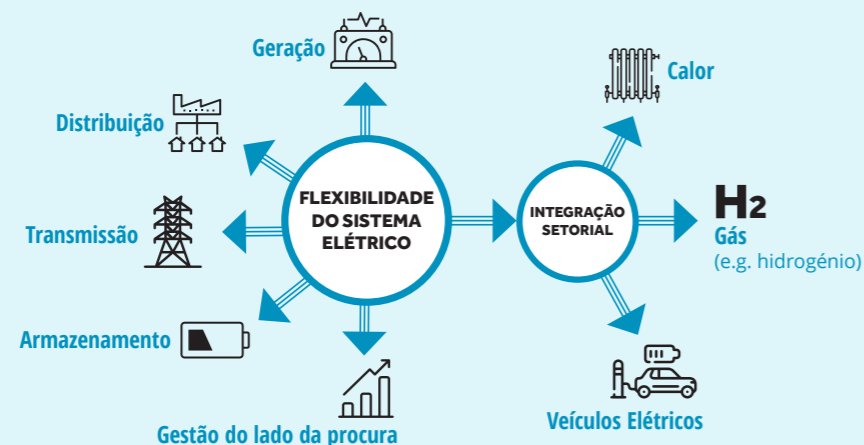 Geração
Calor
Distribuição
FLEXIBILIDADE
DO SISTEMA
ELÉTRICO
INTEGRAÇÃO
SETORIAL
H2
Gás
(e.g. hidrogénio)
Transmissão
Armazenamento
Gestão do lado da procura
Veículos Elétricos